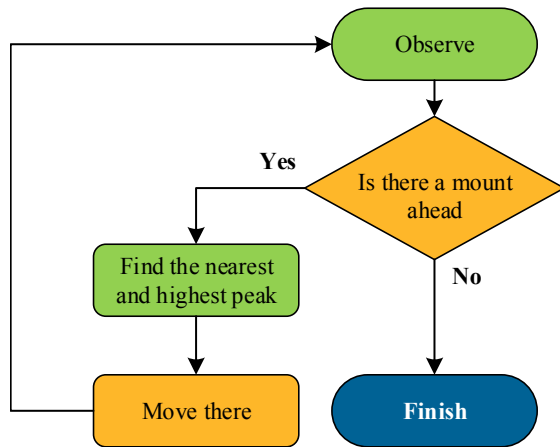 Observe
Is there a mount
ahead
Yes
No
Find the nearest
and highest peak
Move there
Finish